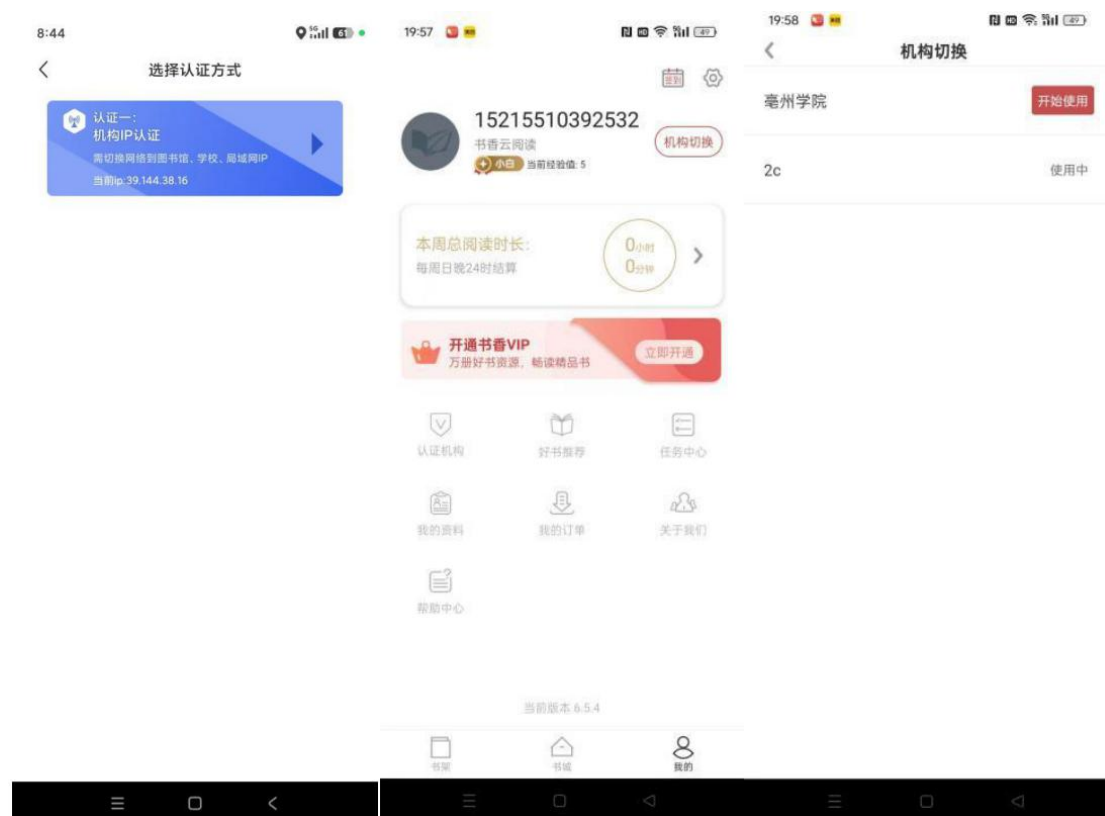 8:44
选择认证方式
认证一:
机构IP认证
需切换网络到图书馆、学校、局域网IP
当前ip:39.144.38.16
19:57
签到
15215510392532
书香云阅读
机构切换
小白 当前经验值: 5
本周总阅读时长:
每周日晚24时结算
0小时
0分钟
开通书香VIP
万册好书资源，畅读精品书
立即开通
认证机构 好书推荐 任务中心
我的资料 我的订单 关于我们
帮助中心
当前版本 6.5.4
书架 书城 我的
19:58
49
机构切换
亳州学院 开始使用
2c 使用中